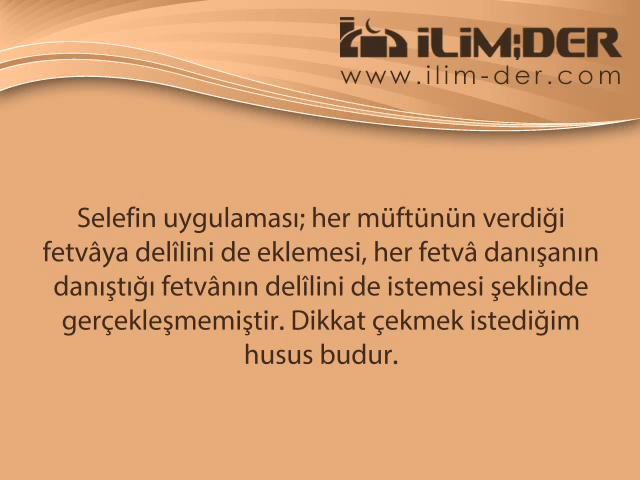 İLİM;DER
www.ilim-der.com
Selefin uygulaması; her müftünün verdiği
fetvâya delîlini de eklemesi, her fetvâ danışanın
danıştığı fetvânın delîlini de istemesi şeklinde
gerçekleşmemiştir. Dikkat çekmek istediğim
husus budur.